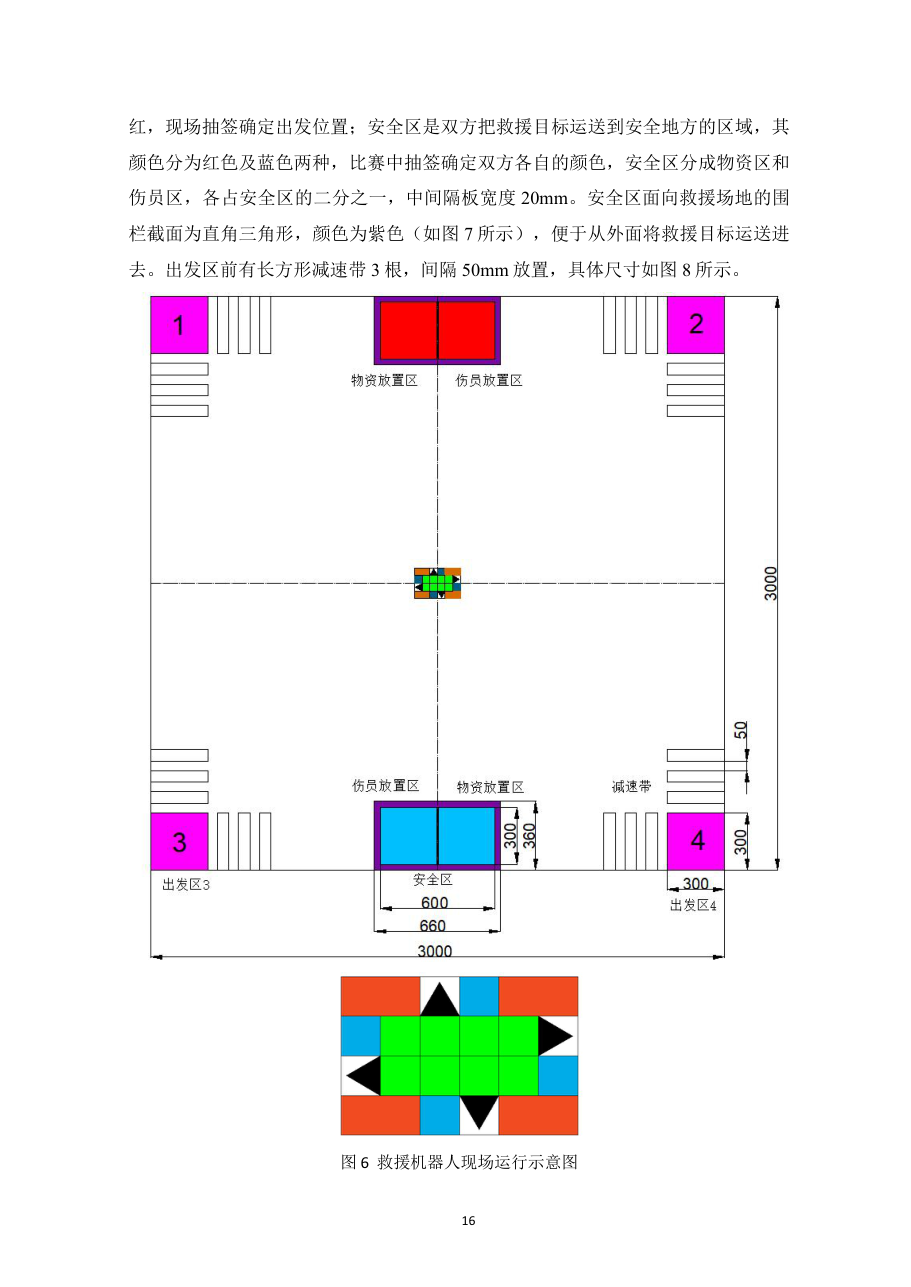 红，现场抽签确定出发位置；安全区是双方把救援目标运送到安全地方的区域，其
颜色分为红色及蓝色两种，比赛中抽签确定双方各自的颜色，安全区分成物资区和
伤员区，各占安全区的二分之一，中间隔板宽度 20mm。安全区面向救援场地的围
栏截面为直角三角形，颜色为紫色（如图 7 所示），便于从外面将救援目标运送进
去。出发区前有长方形减速带 3 根，间隔 50mm 放置，具体尺寸如图 8 所示。
1
2
物资放置区
伤员放置区
3000
50
伤员放置区
物资放置区
减速带
3
300
360
4
300
出发区3
安全区
300
600
出发区4
660
3000
图 6 救援机器人现场运行示意图
16